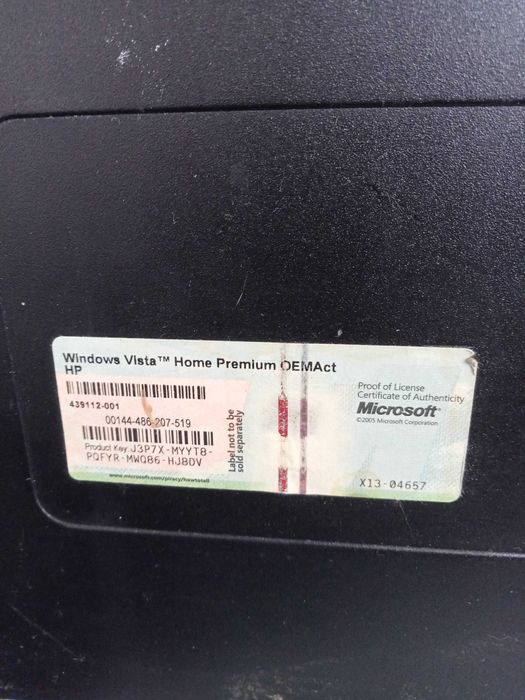 Windows Vista™ Home Premium OEMAct
HP
439112-001
00144-486-207-519
Product Key: J3P7X-MYYT8-
PQFYR-MWQ86-HJ8DV
www.microsoft.com/piracy/howtotell
Label not to be
sold separately
Proof of License
Certificate of Authenticity
Microsoft®
©2005 Microsoft Corporation
X13-04657